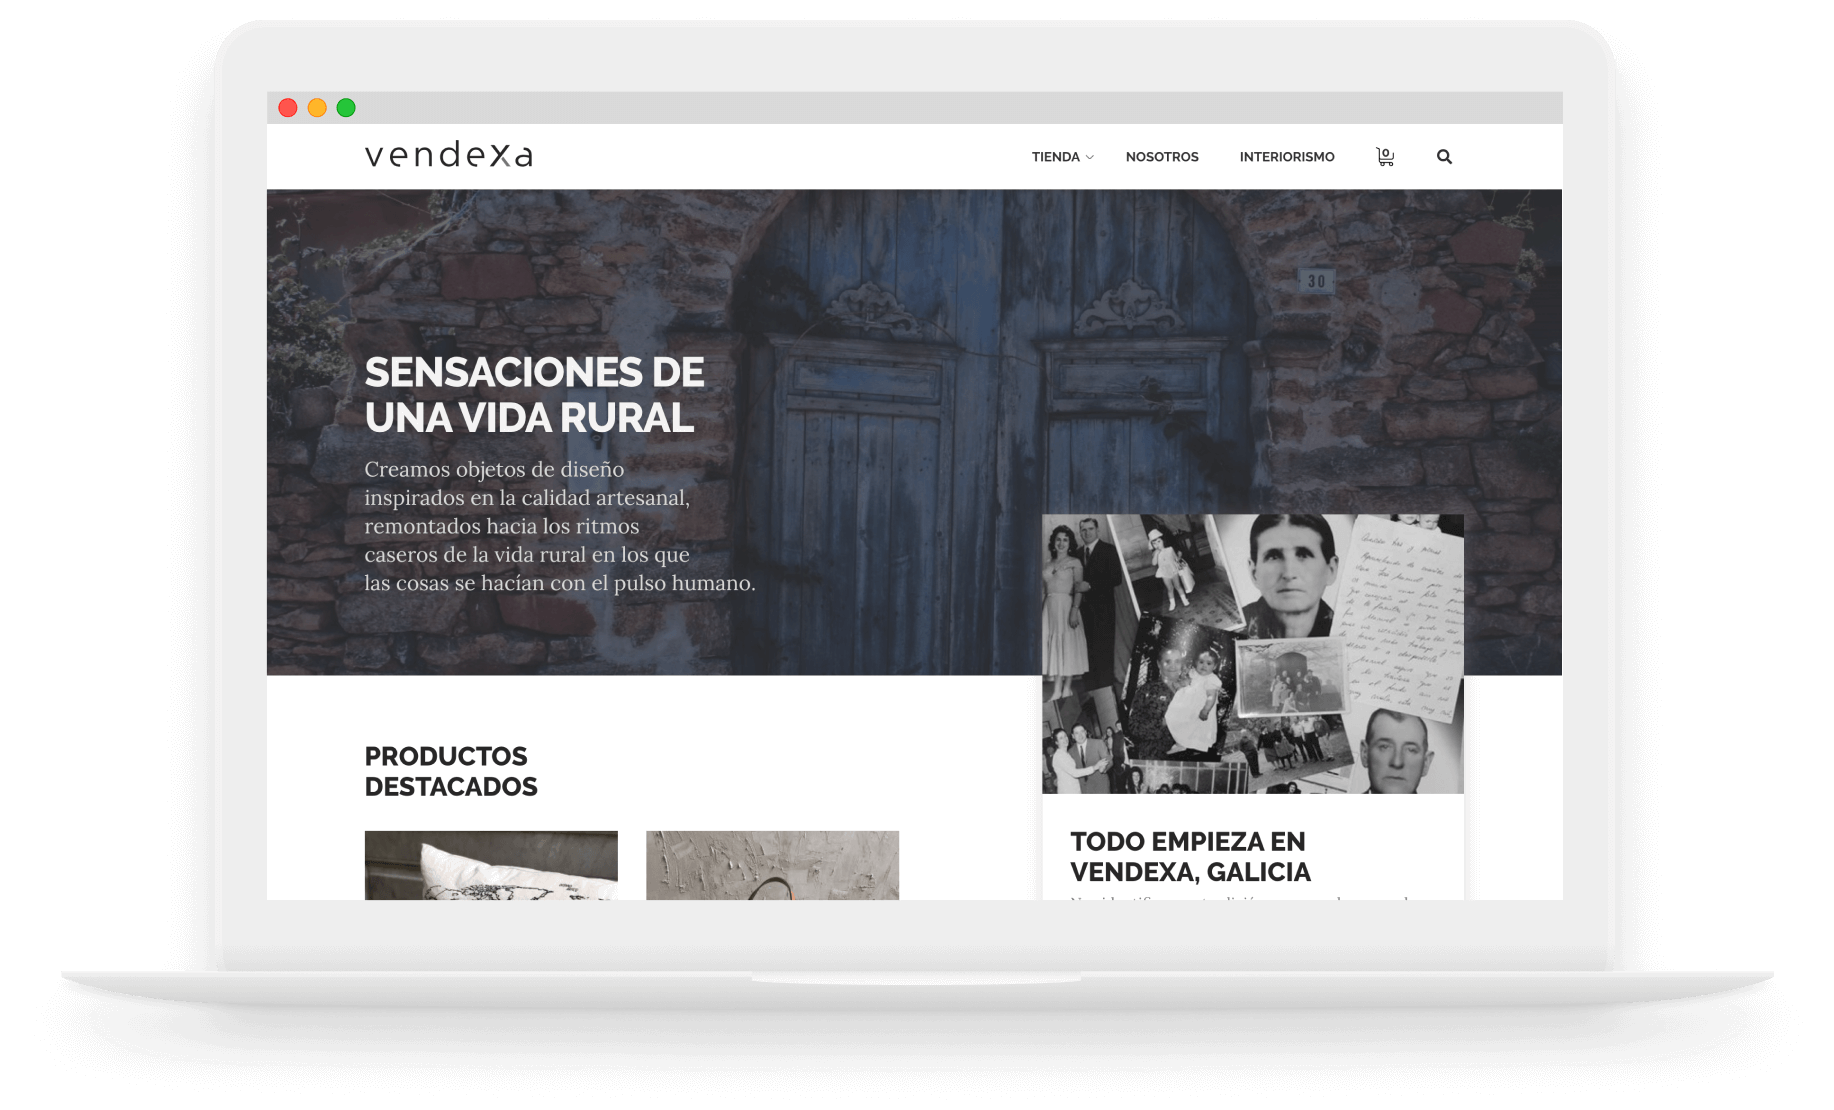 vendexa
TIENDA
NOSOTROS
INTERIORISMO
0
30
SENSACIONES DE
UNA VIDA RURAL
Creamos objetos de diseño
inspirados en la calidad artesanal,
remontados hacia los ritmos
caseros de la vida rural en los que
las cosas se hacían con el pulso humano.
PRODUCTOS
DESTACADOS
TODO EMPIEZA EN
VENDEXA, GALICIA